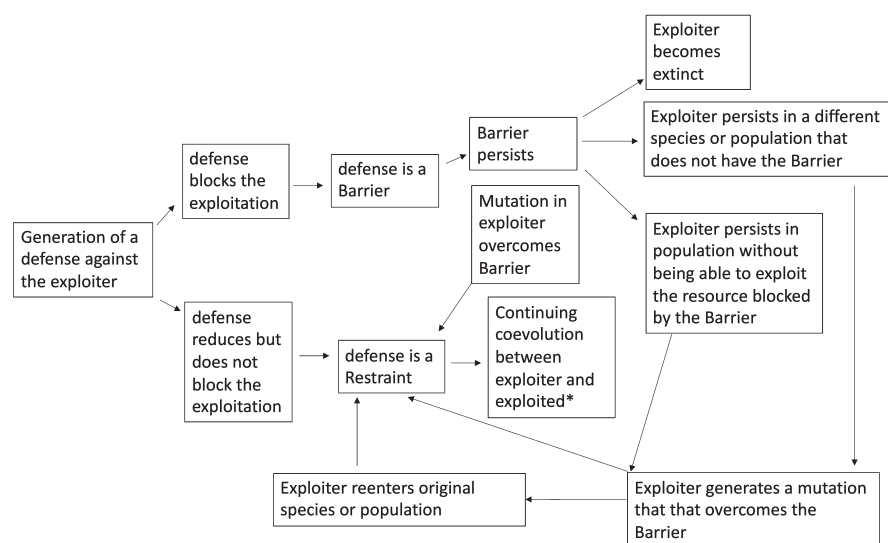 Exploiter
becomes
extinct
Exploiter persists in a different
species or population that
does not have the Barrier
Barrier
persists
defense
blocks the
exploitation
defense is a
Barrier
Mutation in
exploiter
overcomes
Barrier
Exploiter persists in
population without
being able to exploit
the resource blocked
by the Barrier
Generation of a
defense against
the exploiter
defense
reduces but
does not
block the
exploitation
defense is a
Restraint
Continuing
coevolution
between
exploiter and
exploited*
Exploiter reenters original
species or population
Exploiter generates a mutation
that that overcomes the
Barrier